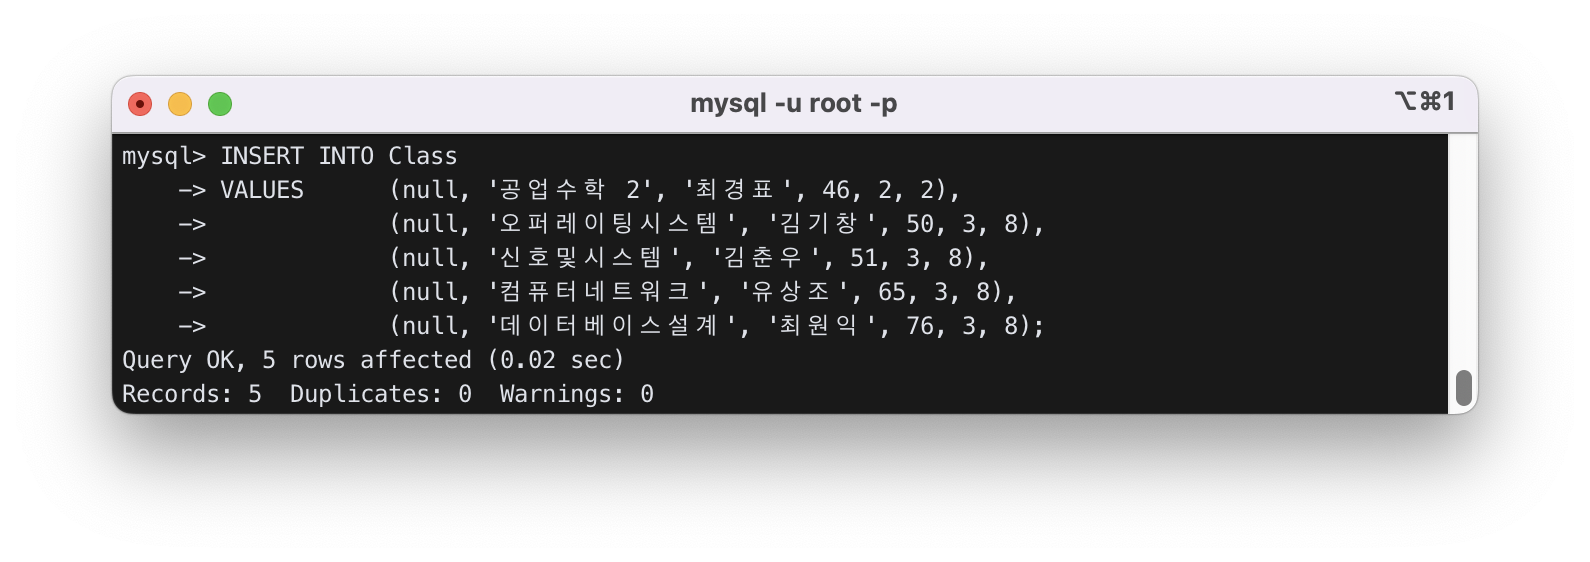 mysql -u root -p
⌥⌘1
mysql> INSERT INTO Class
    -> VALUES      (null, '공업수학 2', '최경표', 46, 2, 2),
    ->             (null, '오퍼레이팅시스템', '김기창', 50, 3, 8),
    ->             (null, '신호및시스템', '김춘우', 51, 3, 8),
    ->             (null, '컴퓨터네트워크', '유상조', 65, 3, 8),
    ->             (null, '데이터베이스설계', '최원익', 76, 3, 8);
Query OK, 5 rows affected (0.02 sec)
Records: 5  Duplicates: 0  Warnings: 0